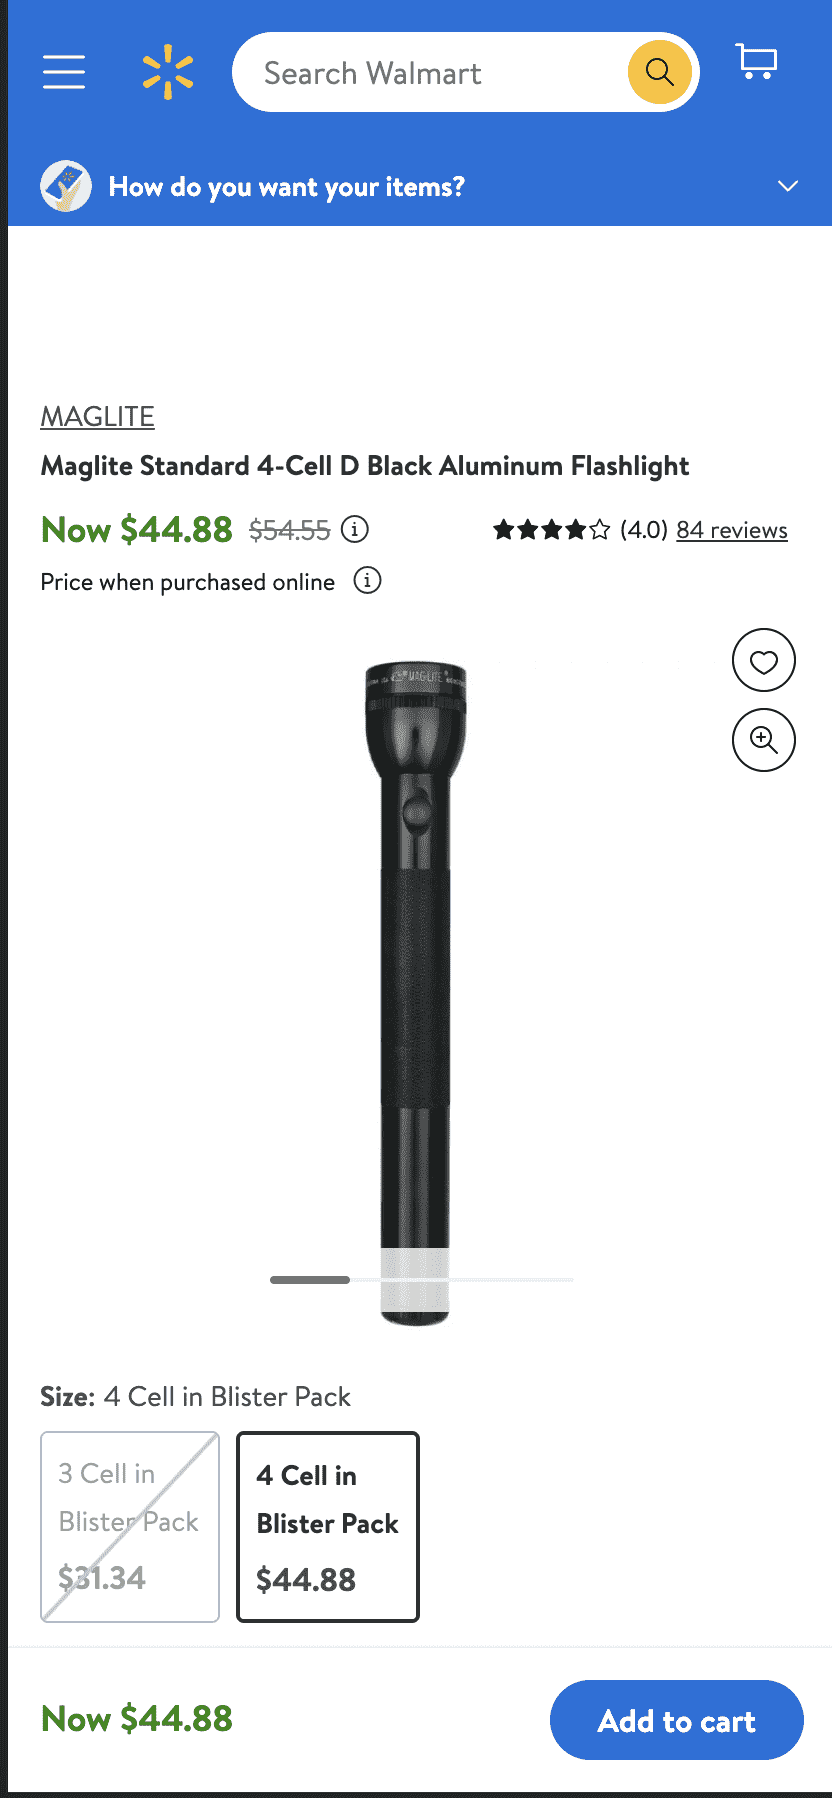 Search Walmart
How do you want your items?
MAGLITE
Maglite Standard 4-Cell D Black Aluminum Flashlight
Now $44.88 $54.55 (4.0) 84 reviews
Price when purchased online
MAG-LITE
Size: 4 Cell in Blister Pack
3 Cell in
Blister Pack
$31.34
4 Cell in
Blister Pack
$44.88
Now $44.88 Add to cart